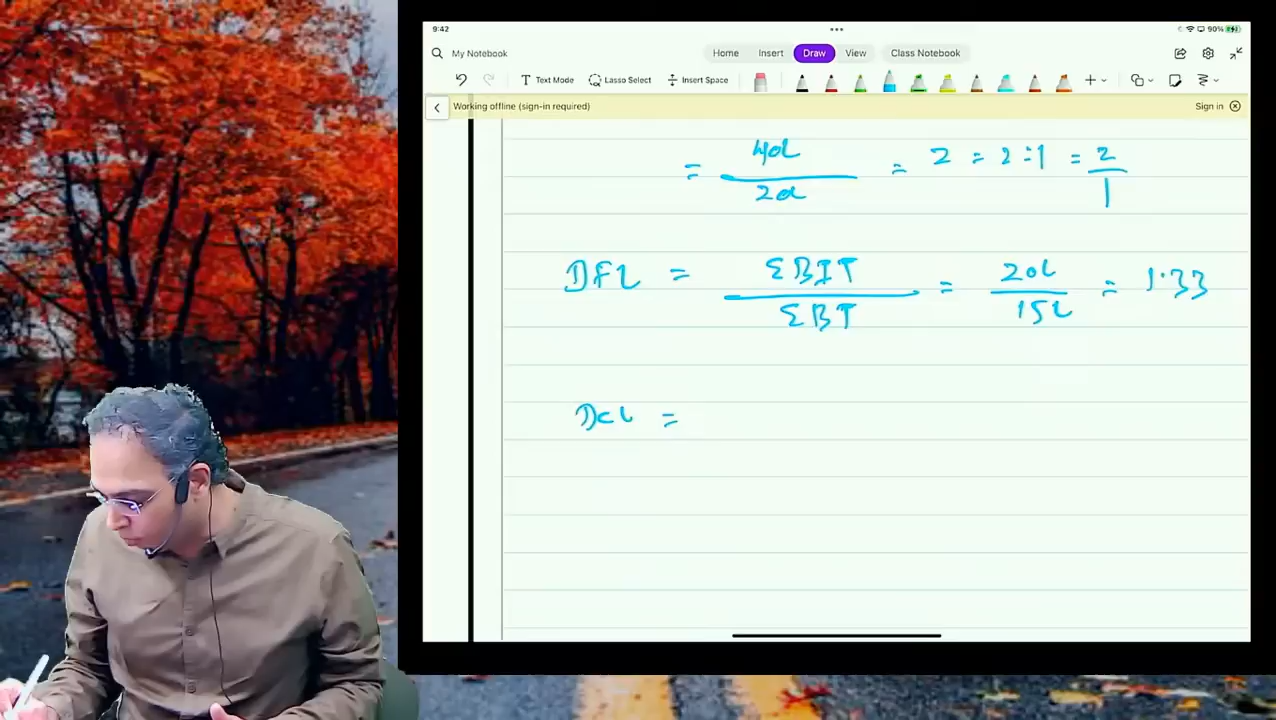 9:42
90%
My Notebook
Home Insert Draw View Class Notebook
Text Mode Lasso Select Insert Space
Working offline (sign-in required) Sign in
= 40L / 20L = 2 = 2:1 = 2 / 1
DFL = EBIT / EBT = 20L / 15L = 1.33
DCL =